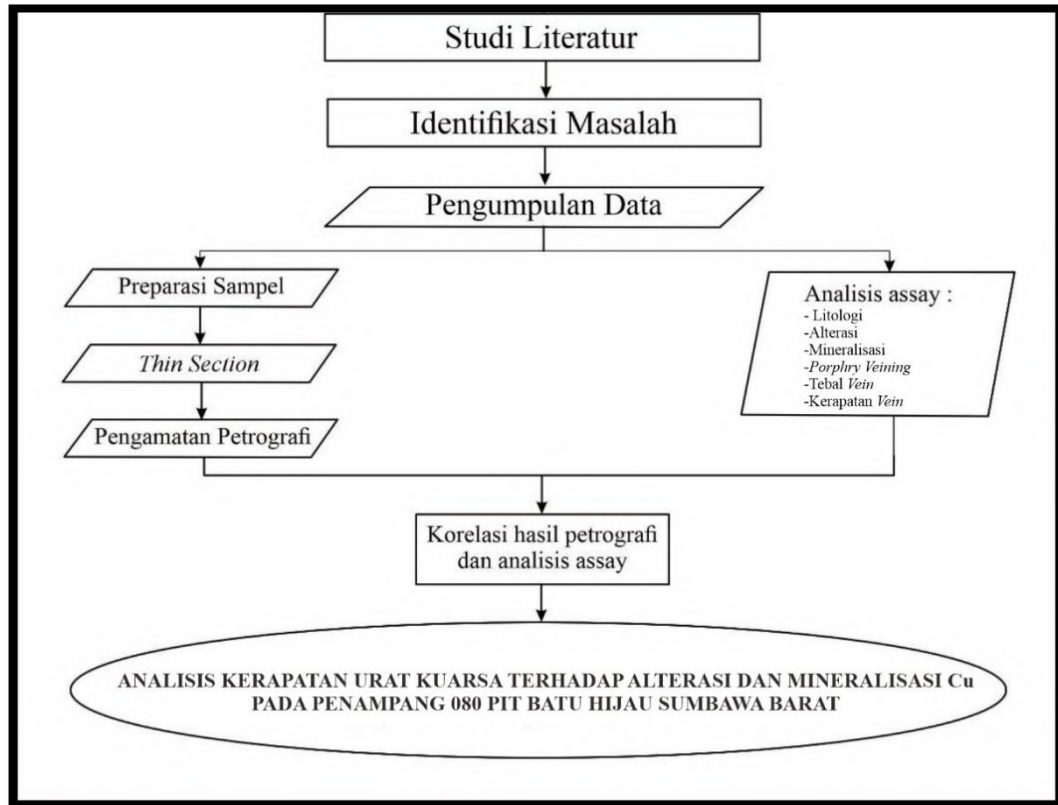 Studi Literatur
Identifikasi Masalah
Pengumpulan Data
Preparasi Sampel
Thin Section
Pengamatan Petrografi
Analisis assay :
- Litologi
-Alterasi
-Mineralisasi
-Porphry Veining
-Tebal Vein
-Kerapatan Vein
Korelasi hasil petrografi
dan analisis assay
ANALISIS KERAPATAN URAT KUARSA TERHADAP ALTERASI DAN MINERALISASI Cu
PADA PENAMPANG 080 PIT BATU HIJAU SUMBAWA BARAT